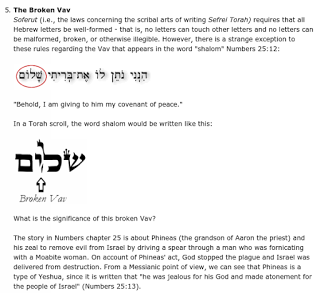 5. The Broken Vav
Soferut (i.e., the laws concerning the scribal arts of writing Sefrei Torah) requires that all
Hebrew letters be well-formed - that is, no letters can touch other letters and no letters can
be malformed, broken, or otherwise illegible. However, there is a strange exception to
these rules regarding the Vav that appears in the word "shalom" Numbers 25:12:
הִנְנִי נֹתֵן לוֹ אֶת־בְּרִיתִי שָׁלוֹם
"Behold, I am giving to him my covenant of peace."
In a Torah scroll, the word shalom would be written like this:
שלום
Broken Vav
What is the significance of this broken Vav?
The story in Numbers chapter 25 is about Phineas (the grandson of Aaron the priest) and
his zeal to remove evil from Israel by driving a spear through a man who was fornicating
with a Moabite woman. On account of Phineas' act, God stopped the plague and Israel was
delivered from destruction. From a Messianic point of view, we can see that Phineas is a
type of Yeshua, since it is written that "he was jealous for his God and made atonement for
the people of Israel" (Numbers 25:13).